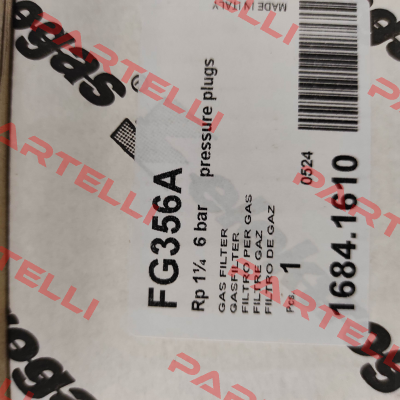 MADE IN ITALY
FG356A
Rp 1¼ 6 bar pressure plugs
GAS FILTER
GASFILTER
FILTRO PER GAS
FILTRE GAZ
FILTRO DE GAZ
Pcs. 1
0524
1684.1610
PARTELLI
PARTELLI
PARTELLI
PARTELLI